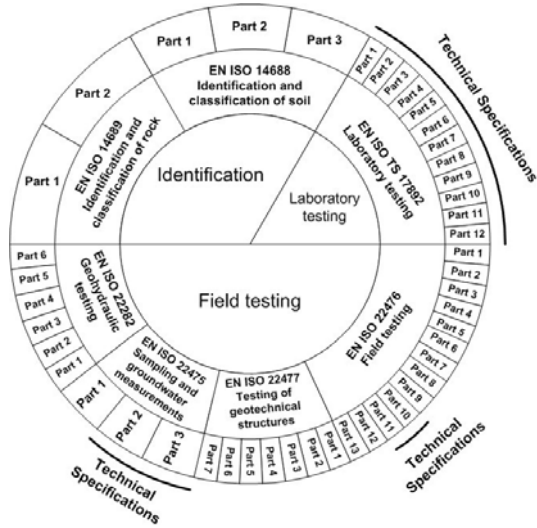 Identification
Laboratory
testing
Field testing
EN ISO 14688
Identification and
classification of soil
Part 1
Part 2
Part 3
EN ISO TS 17892
Laboratory testing
Part 1
Part 2
Part 3
Part 4
Part 5
Part 6
Part 7
Part 8
Part 9
Part 10
Part 11
Part 12
Technical Specifications
EN ISO 22476
Field testing
Part 1
Part 2
Part 3
Part 4
Part 5
Part 6
Part 7
Part 8
Part 9
Part 10
Part 11
Part 12
Part 13
Technical
Specifications
EN ISO 22477
Testing of
geotechnical
structures
Part 1
Part 2
Part 3
Part 4
Part 5
Part 6
Part 7
EN ISO 22475
Sampling and
groundwater
measurements
Part 3
Part 2
Part 1
Technical
Specifications
EN ISO 22282
Geohydraulic
testing
Part 1
Part 2
Part 3
Part 4
Part 5
Part 6
EN ISO 14689
Identification and
classification of rock
Part 1
Part 2